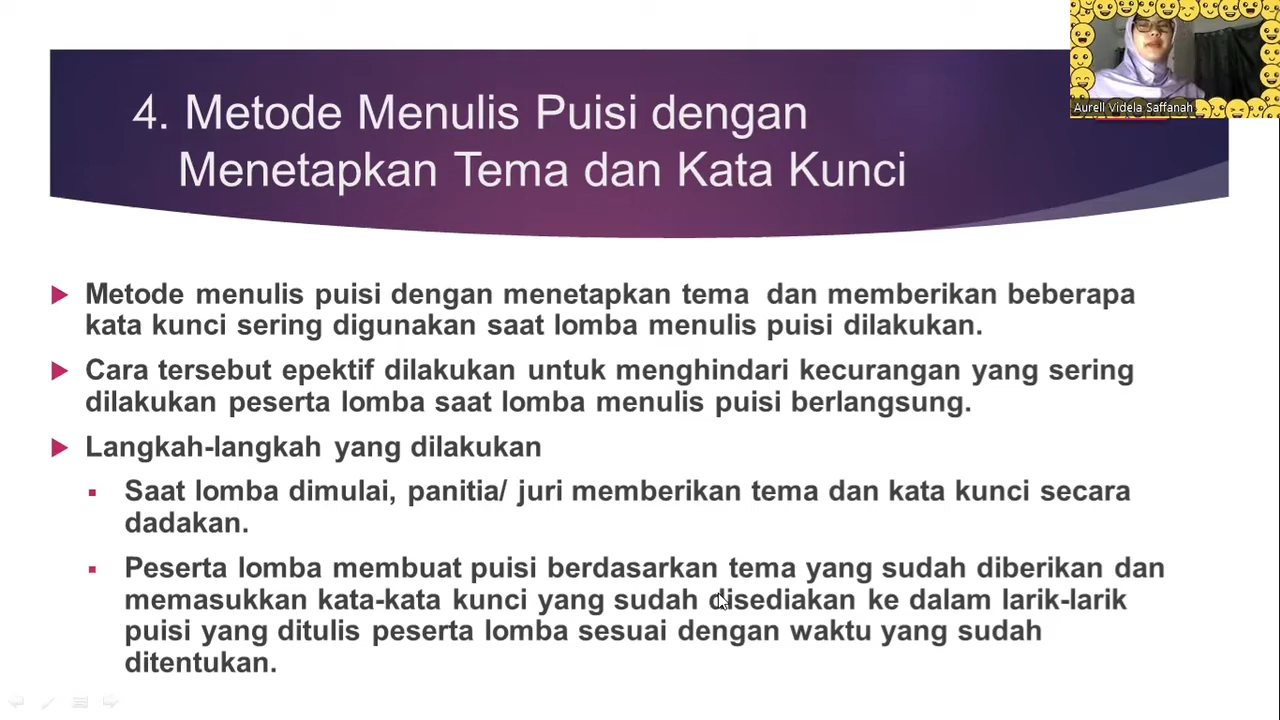 4. Metode Menulis Puisi dengan
Menetapkan Tema dan Kata Kunci
Aurell Videla Saffanah
Metode menulis puisi dengan menetapkan tema dan memberikan beberapa
kata kunci sering digunakan saat lomba menulis puisi dilakukan.
Cara tersebut epektif dilakukan untuk menghindari kecurangan yang sering
dilakukan peserta lomba saat lomba menulis puisi berlangsung.
Langkah-langkah yang dilakukan
Saat lomba dimulai, panitia/ juri memberikan tema dan kata kunci secara
dadakan.
Peserta lomba membuat puisi berdasarkan tema yang sudah diberikan dan
memasukkan kata-kata kunci yang sudah disediakan ke dalam larik-larik
puisi yang ditulis peserta lomba sesuai dengan waktu yang sudah
ditentukan.